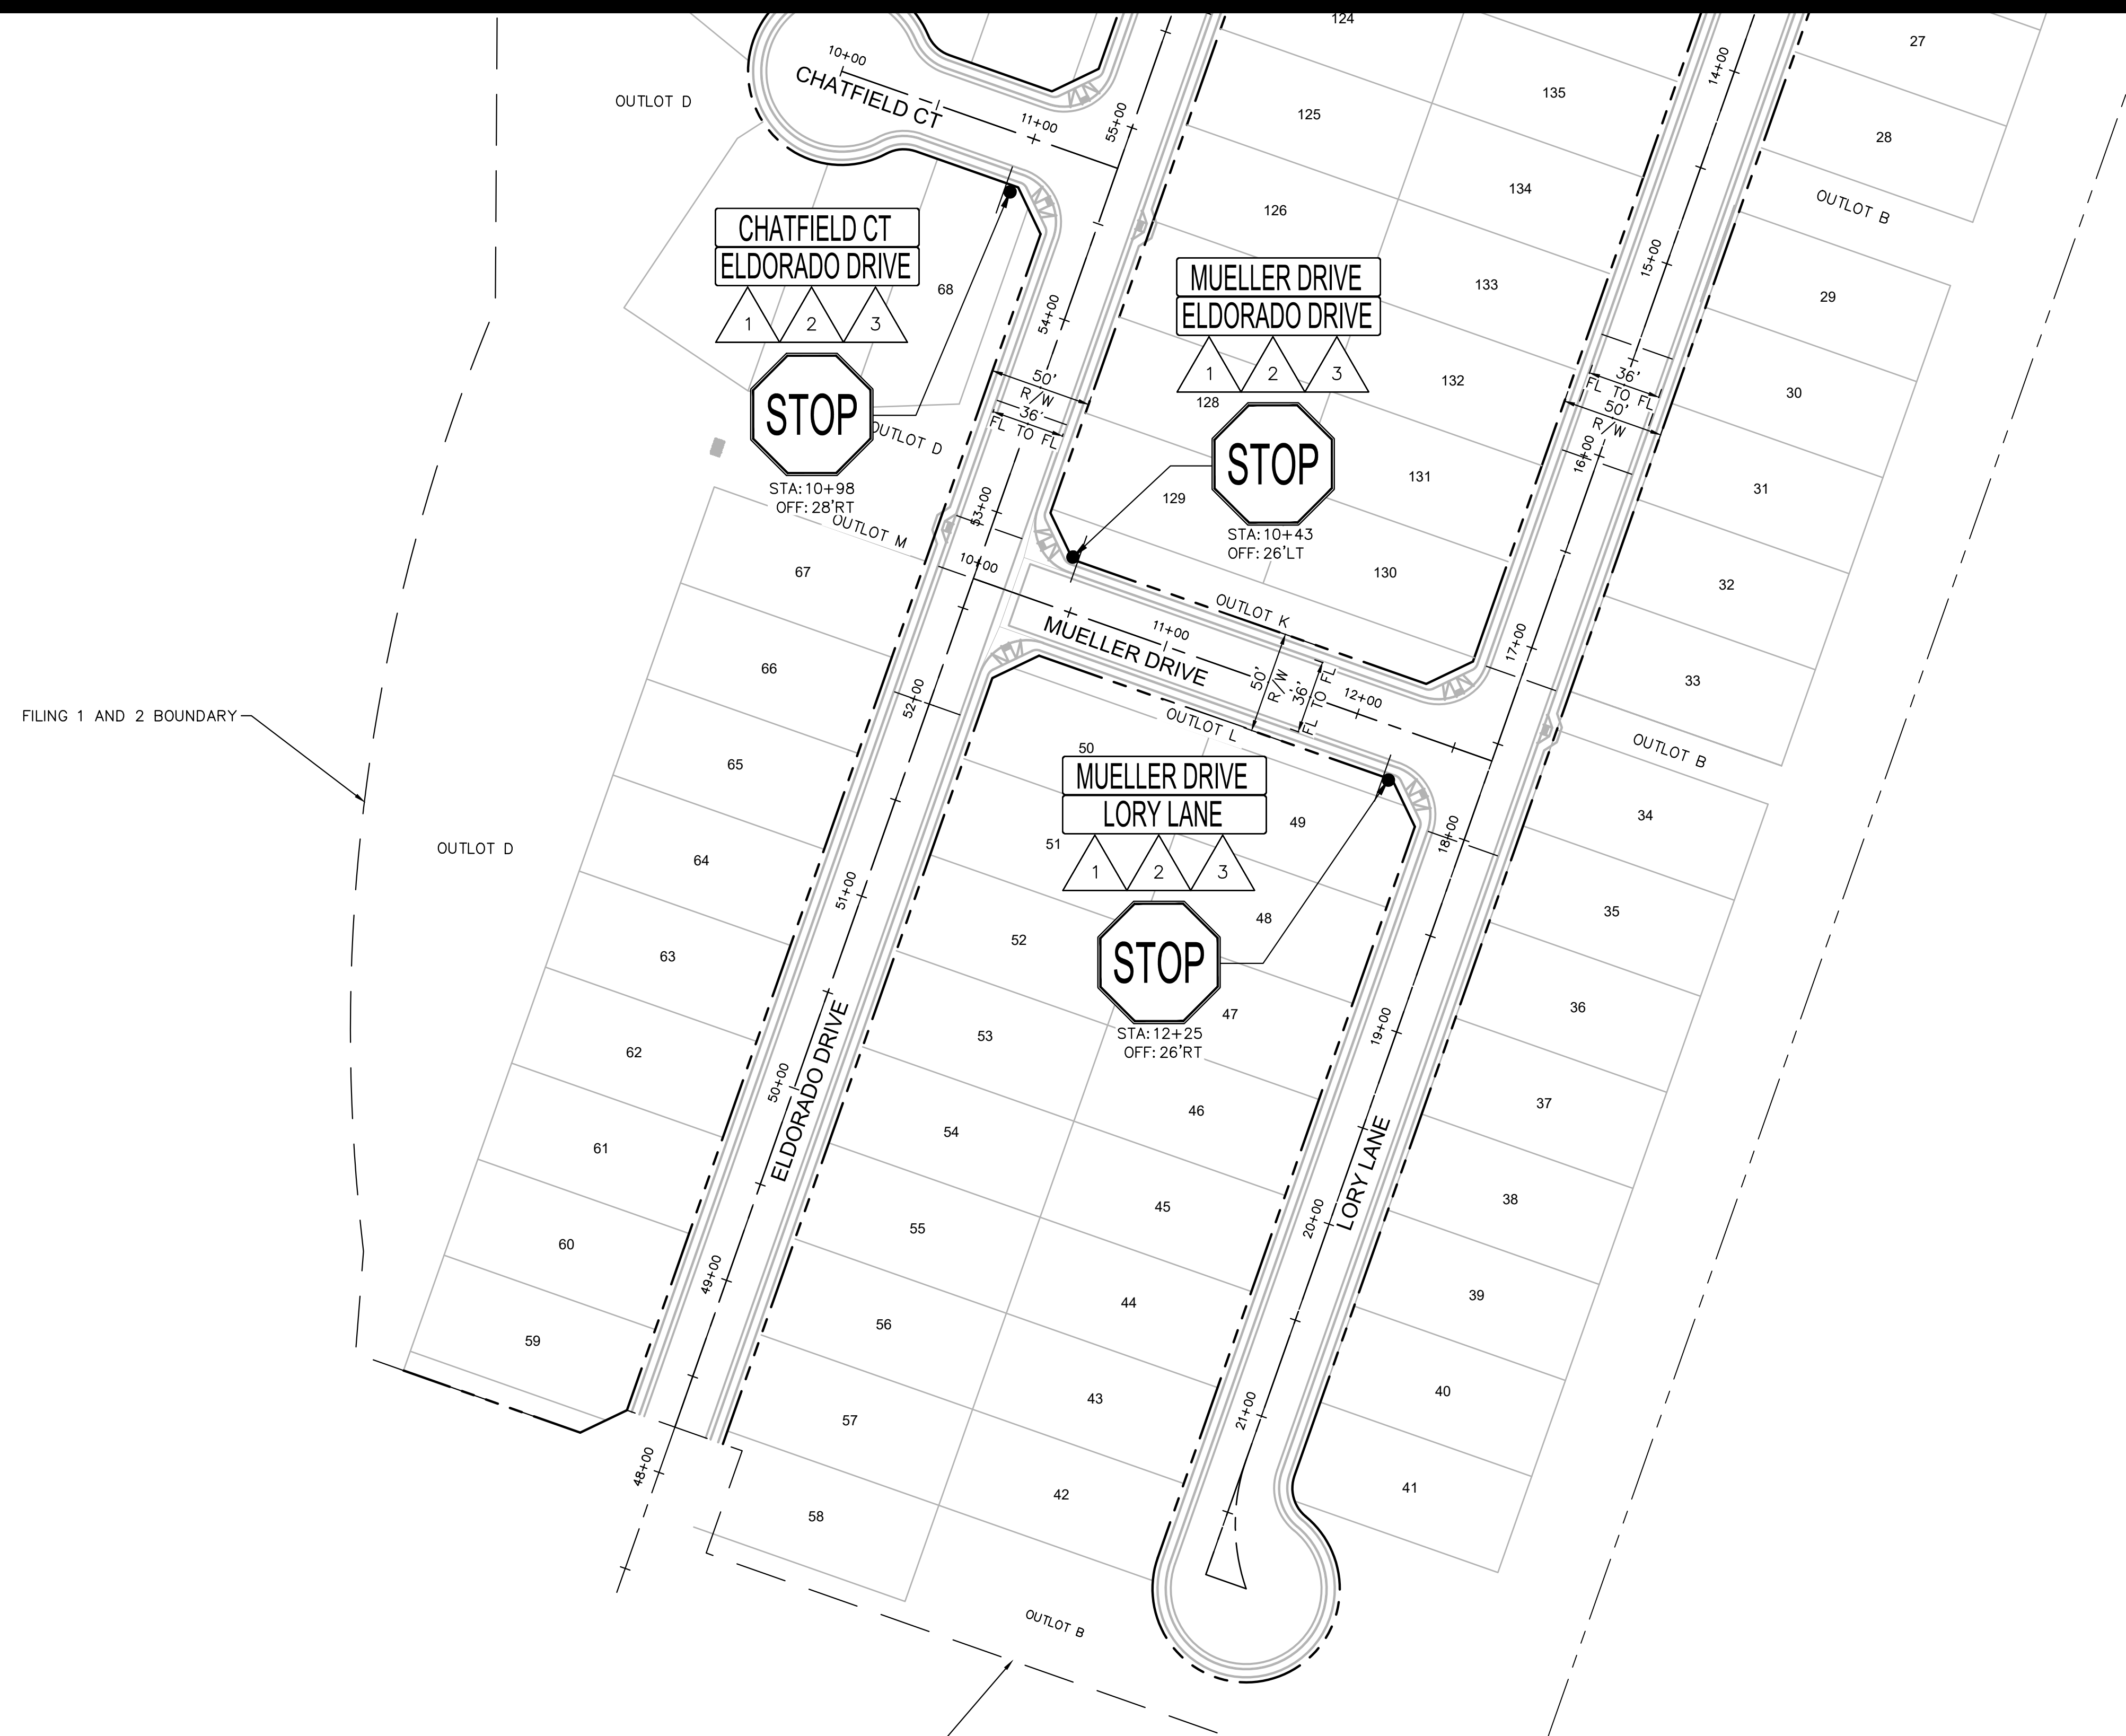 124
27
14+00
10+00
CHATFIELD CT
OUTLOT D
11+00
55+00
125
135
28
126
134
OUTLOT B
CHATFIELD CT
ELDORADO DRIVE
1 2 3
STOP
STA: 10+98
OFF: 28'RT
68
54+00
MUELLER DRIVE
ELDORADO DRIVE
1 2 3
STOP
STA: 10+43
OFF: 26'LT
133
15+00
29
50'
R/W
36'
FL TO FL
128
132
36'
FL TO FL
50'
R/W
30
OUTLOT D
16+00
131
31
129
53+00
OUTLOT M
10+00
67
130
32
OUTLOT K
MUELLER DRIVE
11+00
17+00
66
50'
R/W
36'
FL TO FL
12+00
33
52+00
FILING 1 AND 2 BOUNDARY
OUTLOT L
50
OUTLOT B
65
MUELLER DRIVE
LORY LANE
1 2 3
STOP
STA: 12+25
OFF: 26'RT
49
34
18+00
OUTLOT D
51
64
51+00
48
35
52
63
47
36
53
19+00
62
50+00
ELDORADO DRIVE
46
37
54
61
LORY LANE
45
38
20+00
55
60
49+00
44
39
56
59
43
40
57
21+00
48+00
42
41
58
OUTLOT B